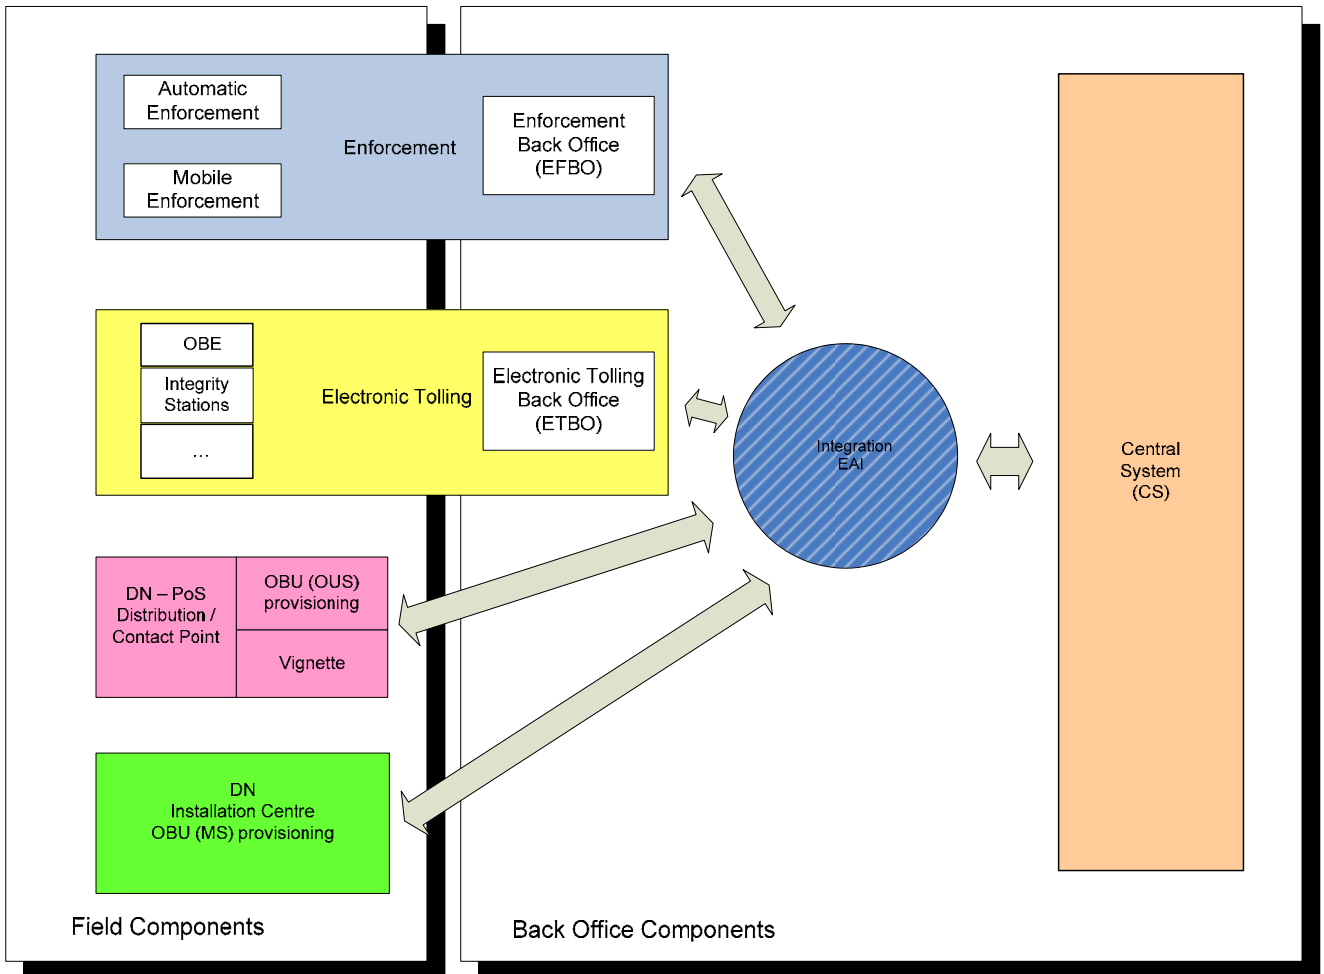 Automatic
Enforcement
Mobile
Enforcement
Enforcement
Enforcement
Back Office
(EFBO)
OBE
Integrity
Stations
...
Electronic Tolling
Electronic Tolling
Back Office
(ETBO)
Integration
EAI
Central
System
(CS)
DN – PoS
Distribution /
Contact Point
OBU (OUS)
provisioning
Vignette
DN
Installation Centre
OBU (MS) provisioning
Field Components
Back Office Components